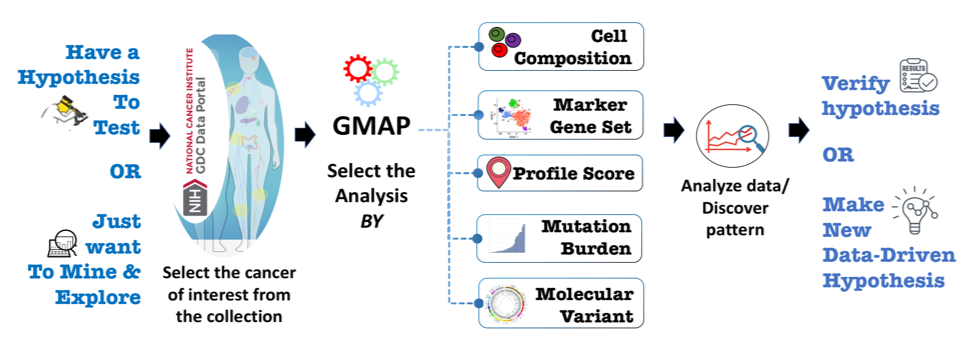 Have a
Hypothesis
To
Test
OR
Just
want
To Mine &
Explore
NIH
NATIONAL CANCER INSTITUTE
GDC Data Portal
Select the cancer
of interest from
the collection
GMAP
Select the
Analysis
BY
Cell
Composition
Marker
Gene Set
Profile Score
Mutation
Burden
Molecular
Variant
Analyze data/
Discover
pattern
RESULTS
Verify
hypothesis
OR
Make
New
Data-Driven
Hypothesis